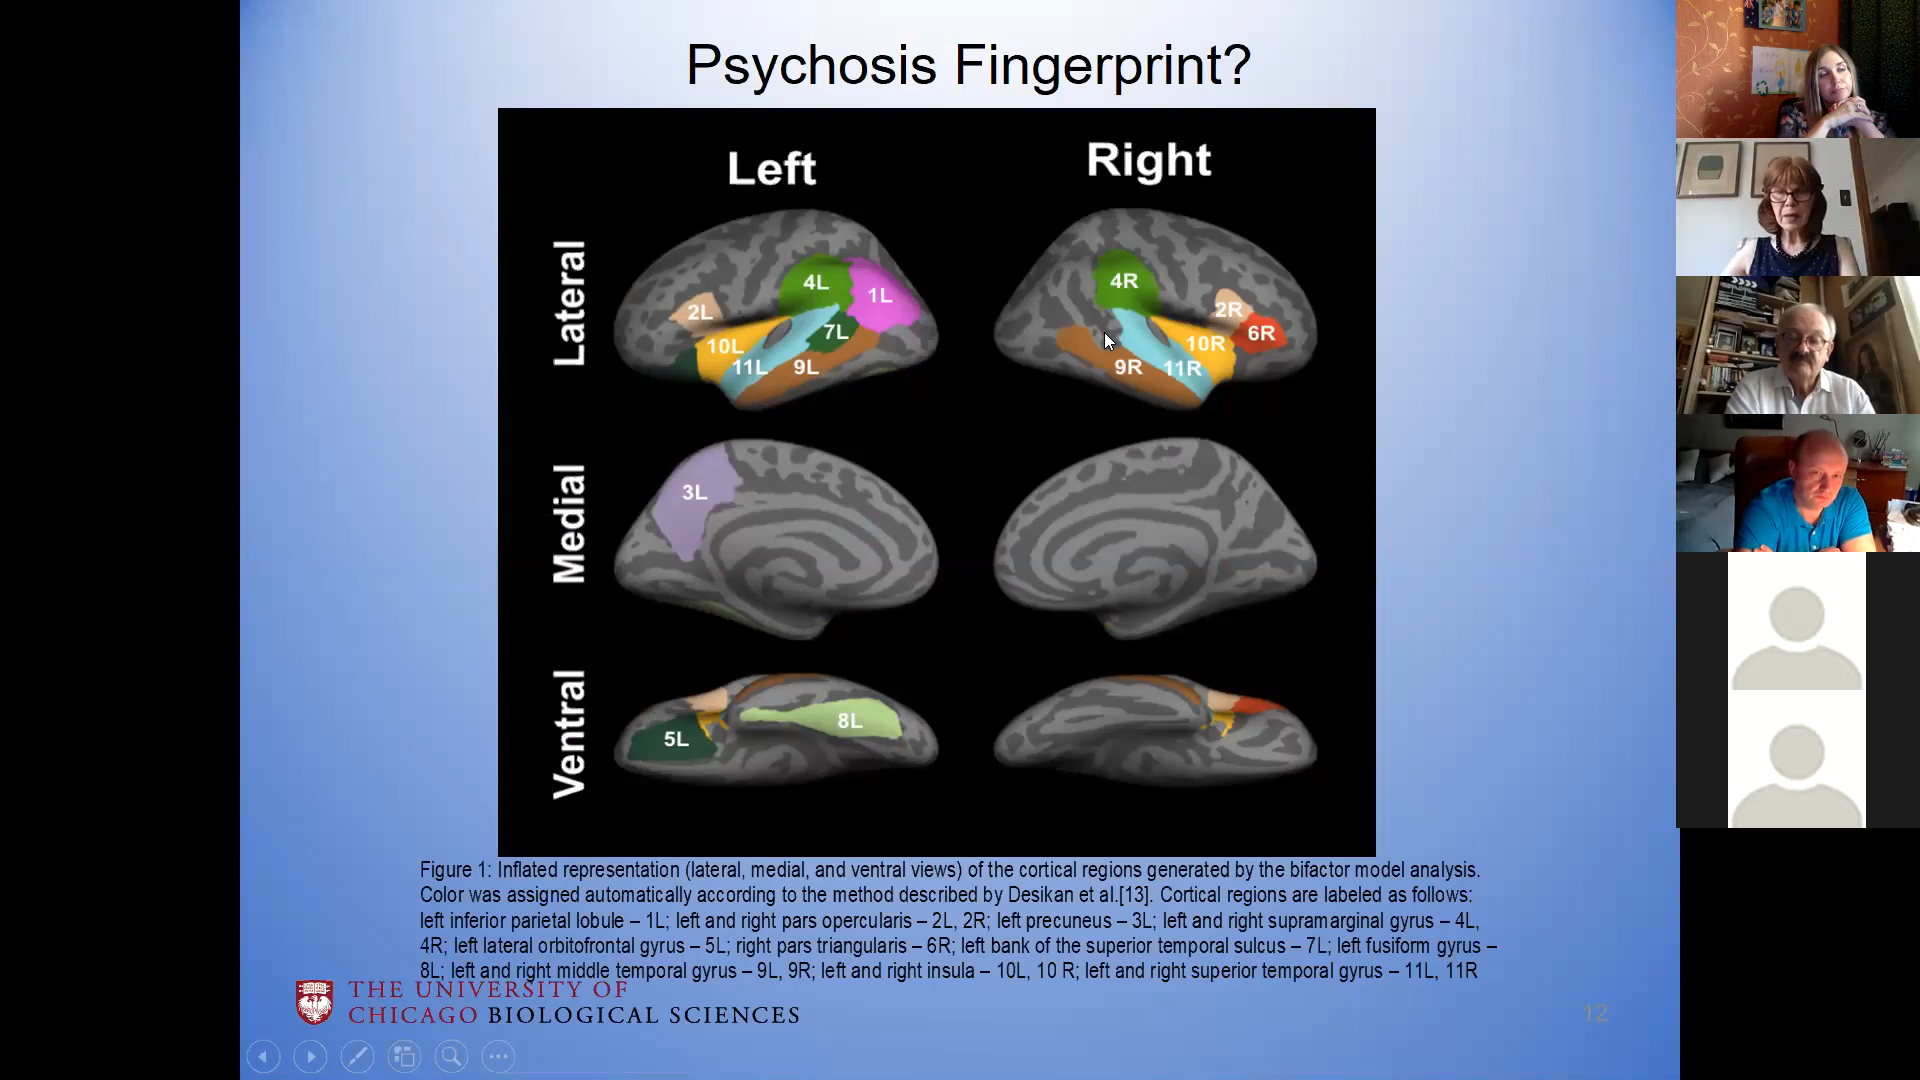 Psychosis Fingerprint?
Left
Right
Lateral
4L
1L
2L
7L
10L
11L
9L
4R
2R
6R
10R
9R
11R
Medial
3L
Ventral
5L
8L
Figure 1: Inflated representation (lateral, medial, and ventral views) of the cortical regions generated by the bifactor model analysis.
Color was assigned automatically according to the method described by Desikan et al.[13]. Cortical regions are labeled as follows:
left inferior parietal lobule – 1L; left and right pars opercularis – 2L, 2R; left precuneus – 3L; left and right supramarginal gyrus – 4L,
4R; left lateral orbitofrontal gyrus – 5L; right pars triangularis – 6R; left bank of the superior temporal sulcus – 7L; left fusiform gyrus –
8L; left and right middle temporal gyrus – 9L, 9R; left and right insula – 10L, 10 R; left and right superior temporal gyrus – 11L, 11R
THE UNIVERSITY OF
CHICAGO BIOLOGICAL SCIENCES
12